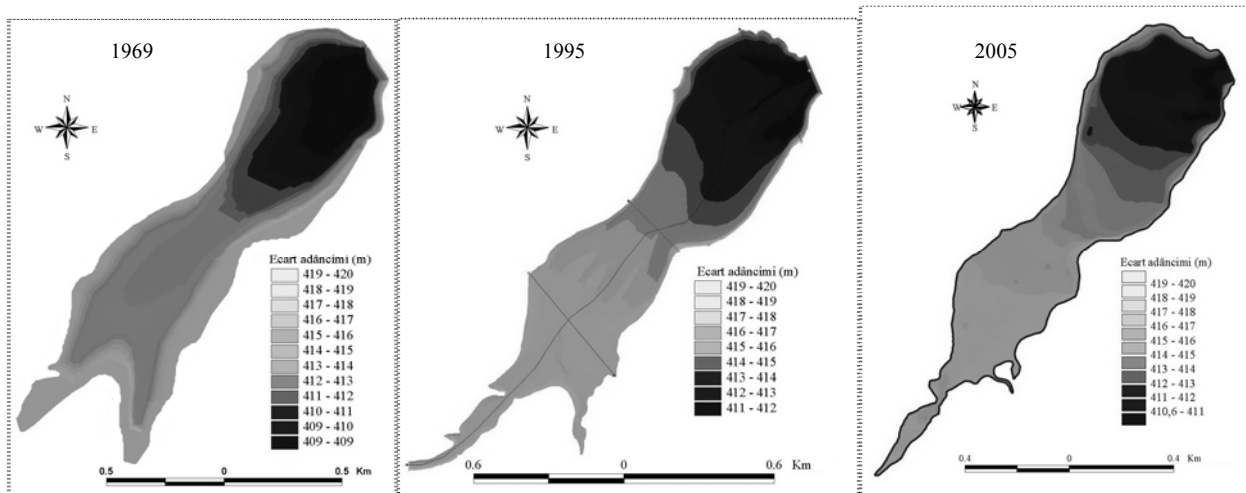 1969
N
W E
S
Ecart adâncimi (m)
419 - 420
418 - 419
417 - 418
416 - 417
415 - 416
414 - 415
413 - 414
412 - 413
411 - 412
410 - 411
409 - 410
409 - 409
0.5 0 0.5 Km
1995
N
W E
S
Ecart adâncimi (m)
419 - 420
418 - 419
417 - 418
416 - 417
415 - 416
414 - 415
413 - 414
412 - 413
411 - 412
0.6 0 0.6 Km
2005
N
W E
S
Ecart adâncimi (m)
419 - 420
418 - 419
417 - 418
416 - 417
415 - 416
414 - 415
413 - 414
412 - 413
411 - 412
410,6 - 411
0.4 0 0.4 Km